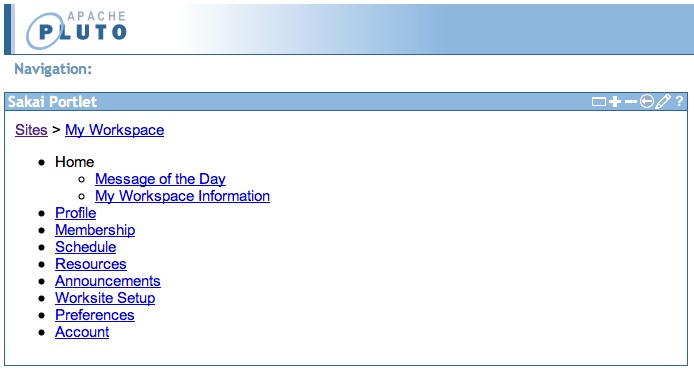 APACHE
PLUTO
Navigation:
Sakai Portlet ?
Sites > My Workspace
Home
Message of the Day
My Workspace Information
Profile
Membership
Schedule
Resources
Announcements
Worksite Setup
Preferences
Account